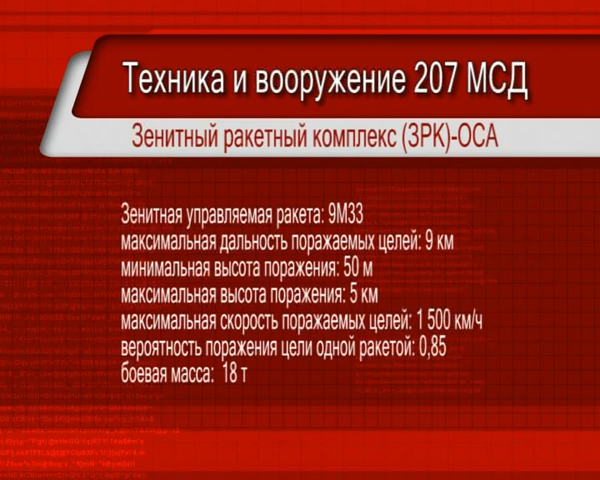 Техника и вооружение 207 МСД
Зенитный ракетный комплекс (ЗРК)-ОСА
Зенитная управляемая ракета: 9М33
максимальная дальность поражаемых целей: 9 км
минимальная высота поражения: 50 м
максимальная высота поражения: 5 км
максимальная скорость поражаемых целей: 1 500 км/ч
вероятность поражения цели одной ракетой: 0,85
боевая масса: 18 т